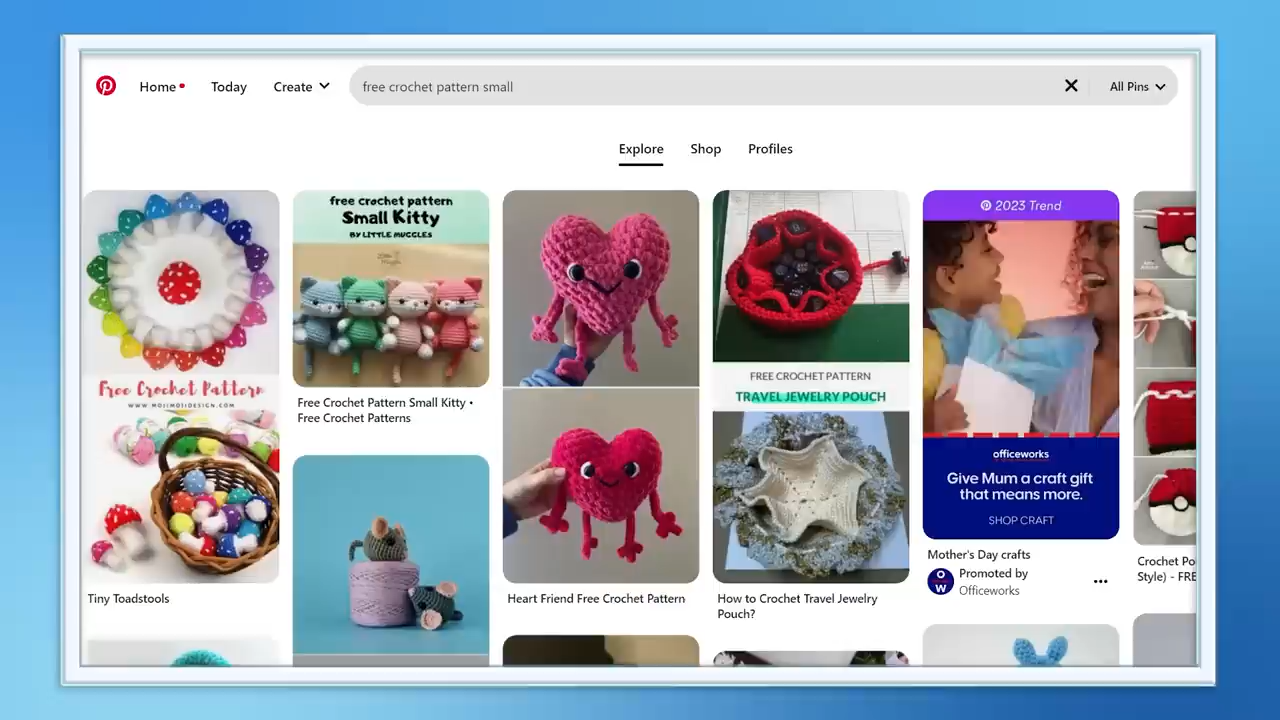 Home
Today
Create
free crochet pattern small
All Pins
Explore
Shop
Profiles
Free Crochet Pattern
WWW.MOJIMOJIDESIGN.COM
Tiny Toadstools
free crochet pattern
Small Kitty
BY LITTLE MUGGLES
Free Crochet Pattern Small Kitty •
Free Crochet Patterns
Heart Friend Free Crochet Pattern
FREE CROCHET PATTERN
TRAVEL JEWELRY POUCH
How to Crochet Travel Jewelry
Pouch?
2023 Trend
officeworks
Give Mum a craft gift
that means more.
SHOP CRAFT
Mother's Day crafts
Promoted by
Officeworks
Crochet Po
Style) - FRE